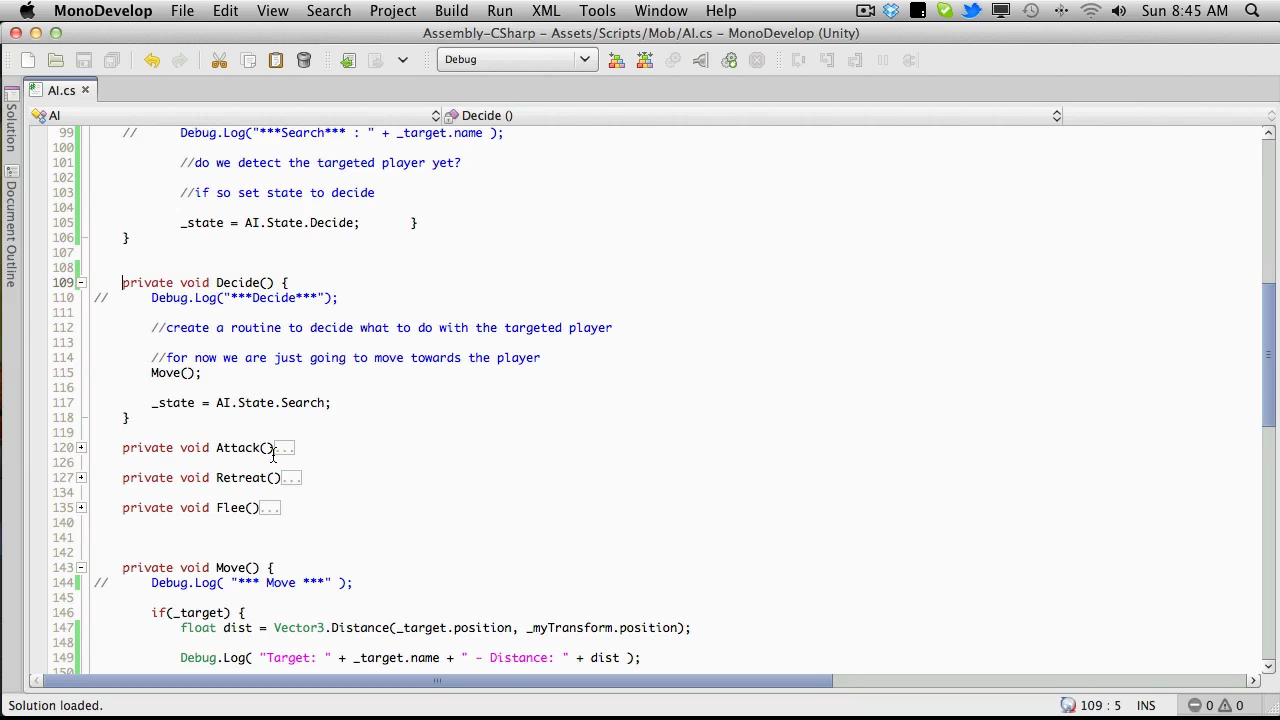 MonoDevelop File Edit View Search Project Build Run XML Tools Window Help Sun 8:45 AM
Assembly-CSharp – Assets/Scripts/Mob/AI.cs – MonoDevelop (Unity)
Debug
AI.cs
Solution
Document Outline
AI Decide ()
99 // Debug.Log("***Search*** : " + _target.name );
100
101 //do we detect the targeted player yet?
102
103 //if so set state to decide
104
105 _state = AI.State.Decide; }
106 }
107
108
109 private void Decide() {
110 // Debug.Log("***Decide***");
111
112 //create a routine to decide what to do with the targeted player
113
114 //for now we are just going to move towards the player
115 Move();
116
117 _state = AI.State.Search;
118 }
119
120 private void Attack()...
126
127 private void Retreat()...
134
135 private void Flee()...
140
141
142
143 private void Move() {
144 // Debug.Log( "*** Move ***" );
145
146 if(_target) {
147 float dist = Vector3.Distance(_target.position, _myTransform.position);
148
149 Debug.Log( "Target: " + _target.name + " - Distance: " + dist );
150
Solution loaded. 109 : 5 INS 0 0